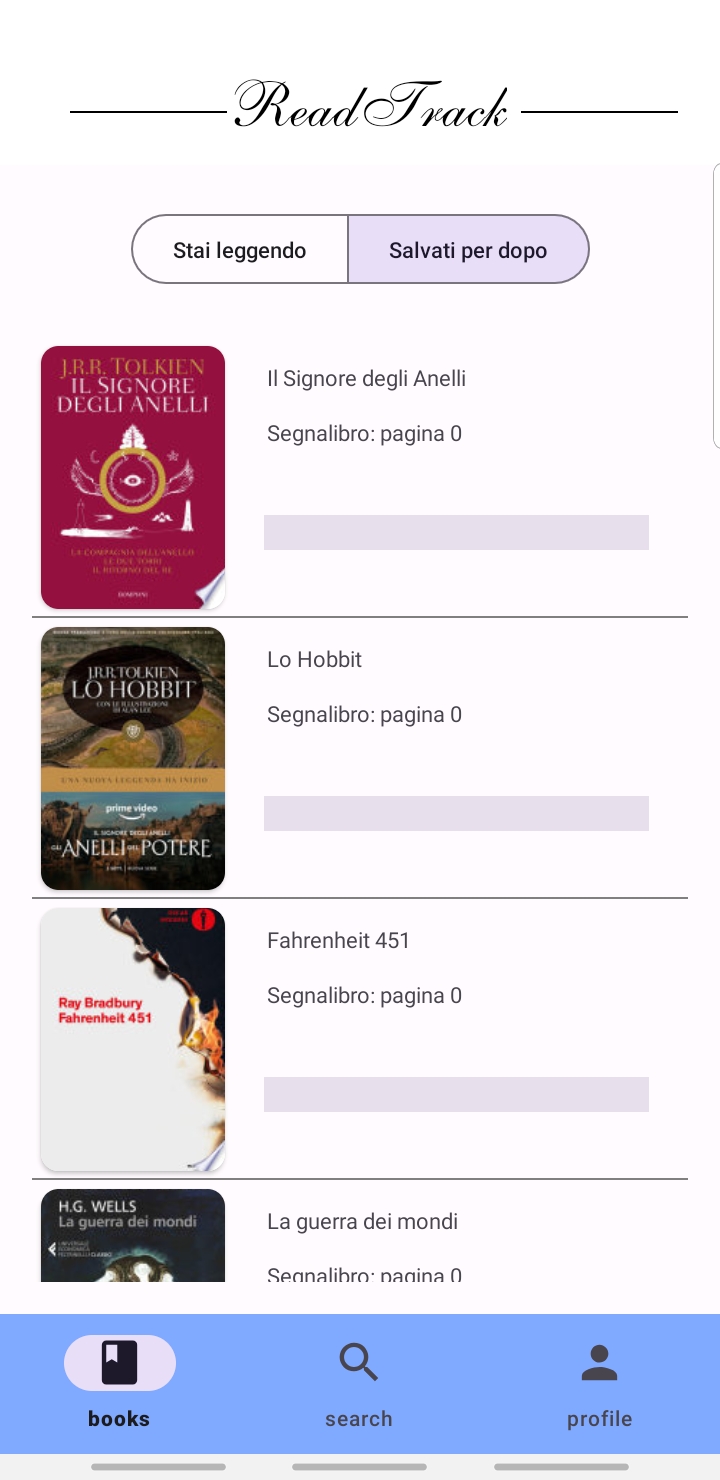 ReadTrack
Stai leggendo
Salvati per dopo
J.R.R. TOLKIEN
IL SIGNORE
DEGLI ANELLI
LA COMPAGNIA DELL'ANELLO
LE DUE TORRI
IL RITORNO DEL RE
BOMPIANI
Il Signore degli Anelli
Segnalibro: pagina 0
J.R.R. TOLKIEN
LO HOBBIT
CON LE ILLUSTRAZIONI
DI ALAN LEE
UNA NUOVA LEGGENDA HA INIZIO
prime video
IL SIGNORE DEGLI ANELLI
GLI ANELLI DEL POTERE
Lo Hobbit
Segnalibro: pagina 0
Ray Bradbury
Fahrenheit 451
Fahrenheit 451
Segnalibro: pagina 0
H.G. WELLS
La guerra dei mondi
UNIVERSALE
ECONOMICA
FELTRINELLI CLASSICI
La guerra dei mondi
Segnalibro: pagina 0
books
search
profile